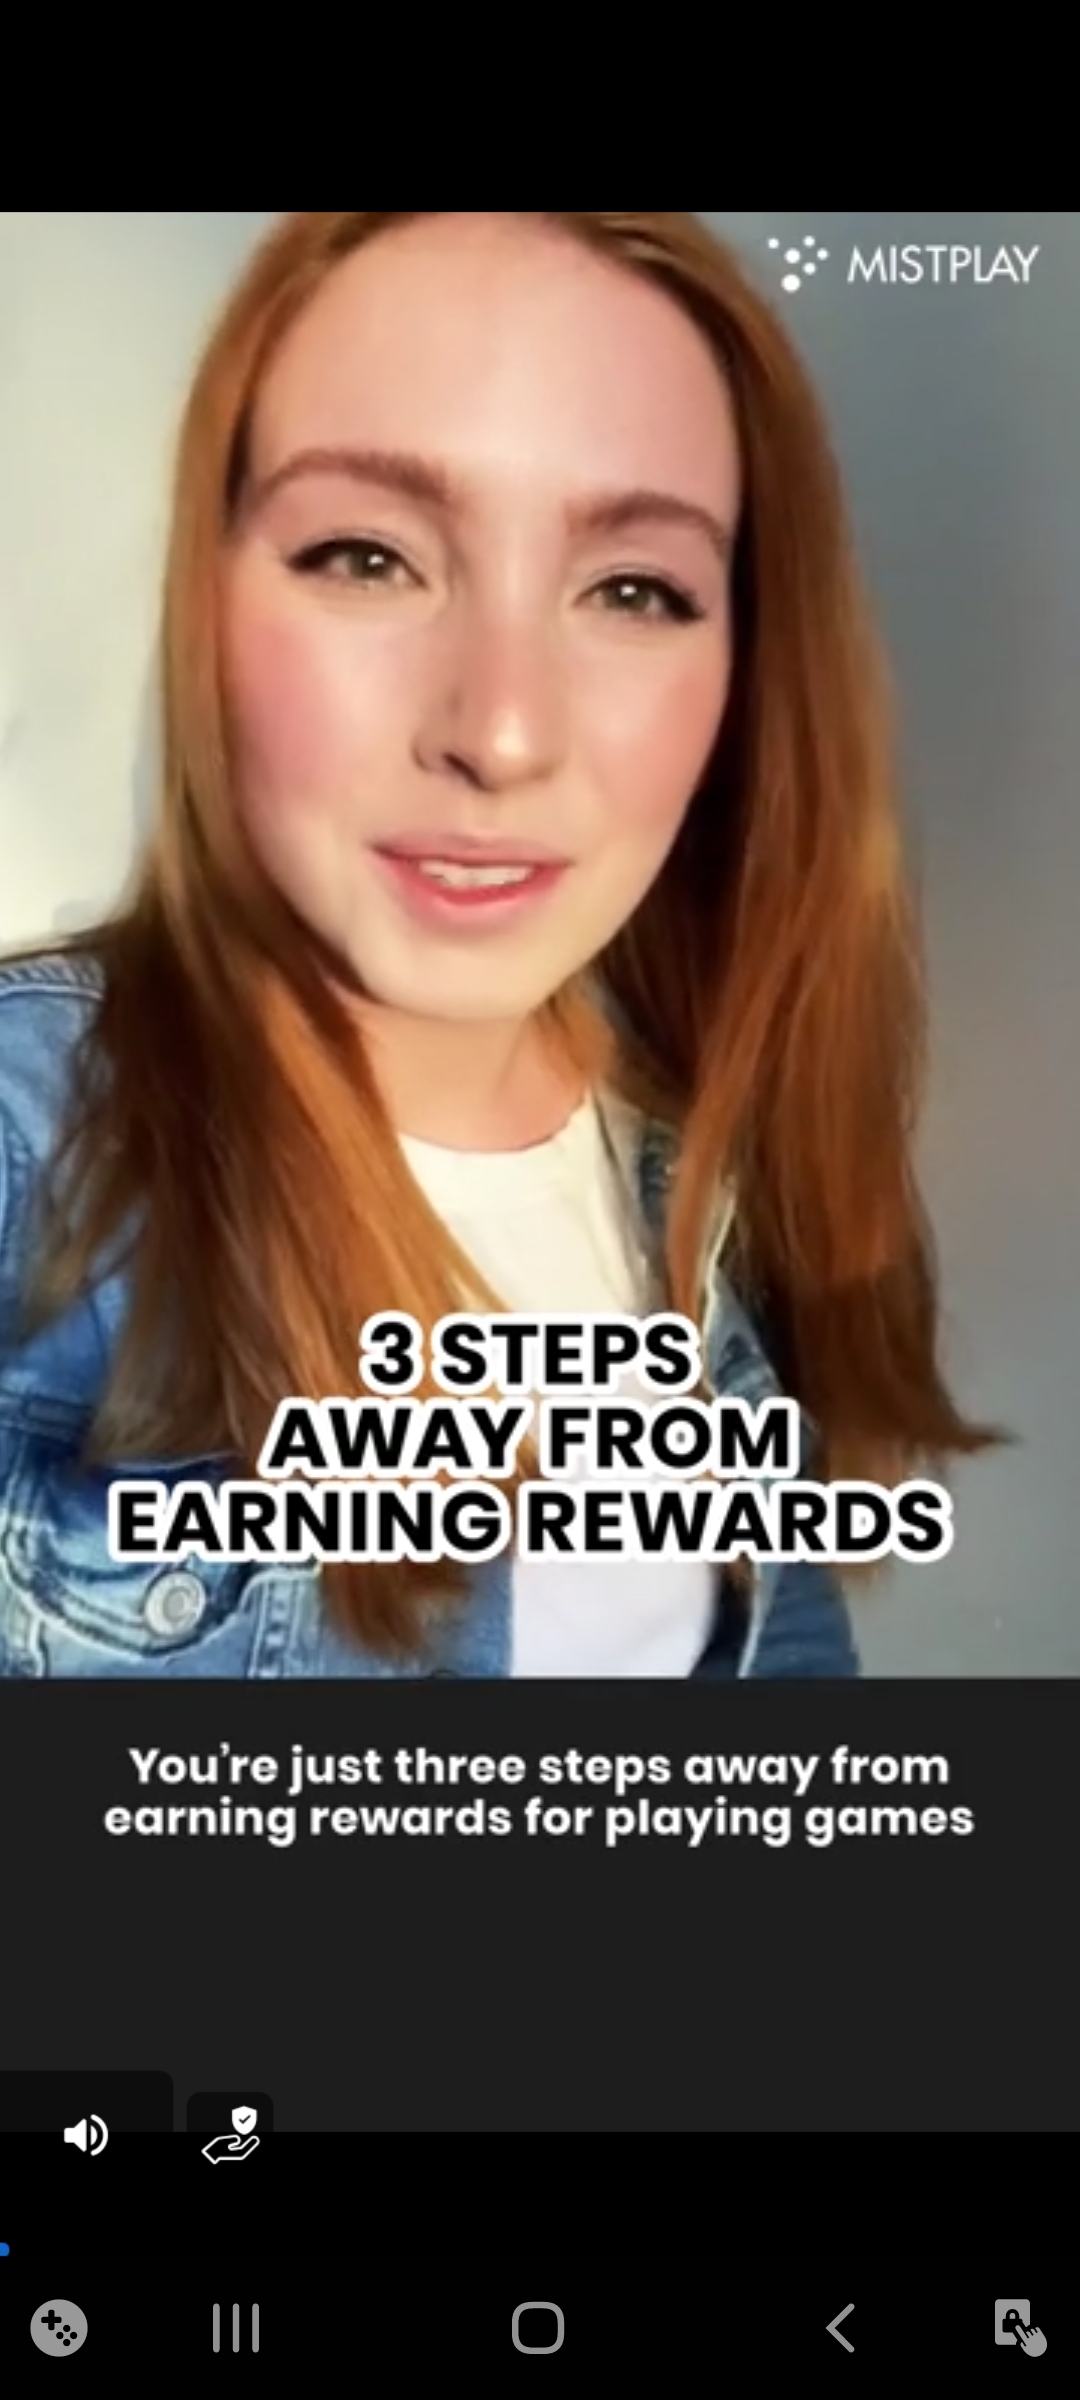 MISTPLAY
3 STEPS
AWAY FROM
EARNING REWARDS
You're just three steps away from
earning rewards for playing games